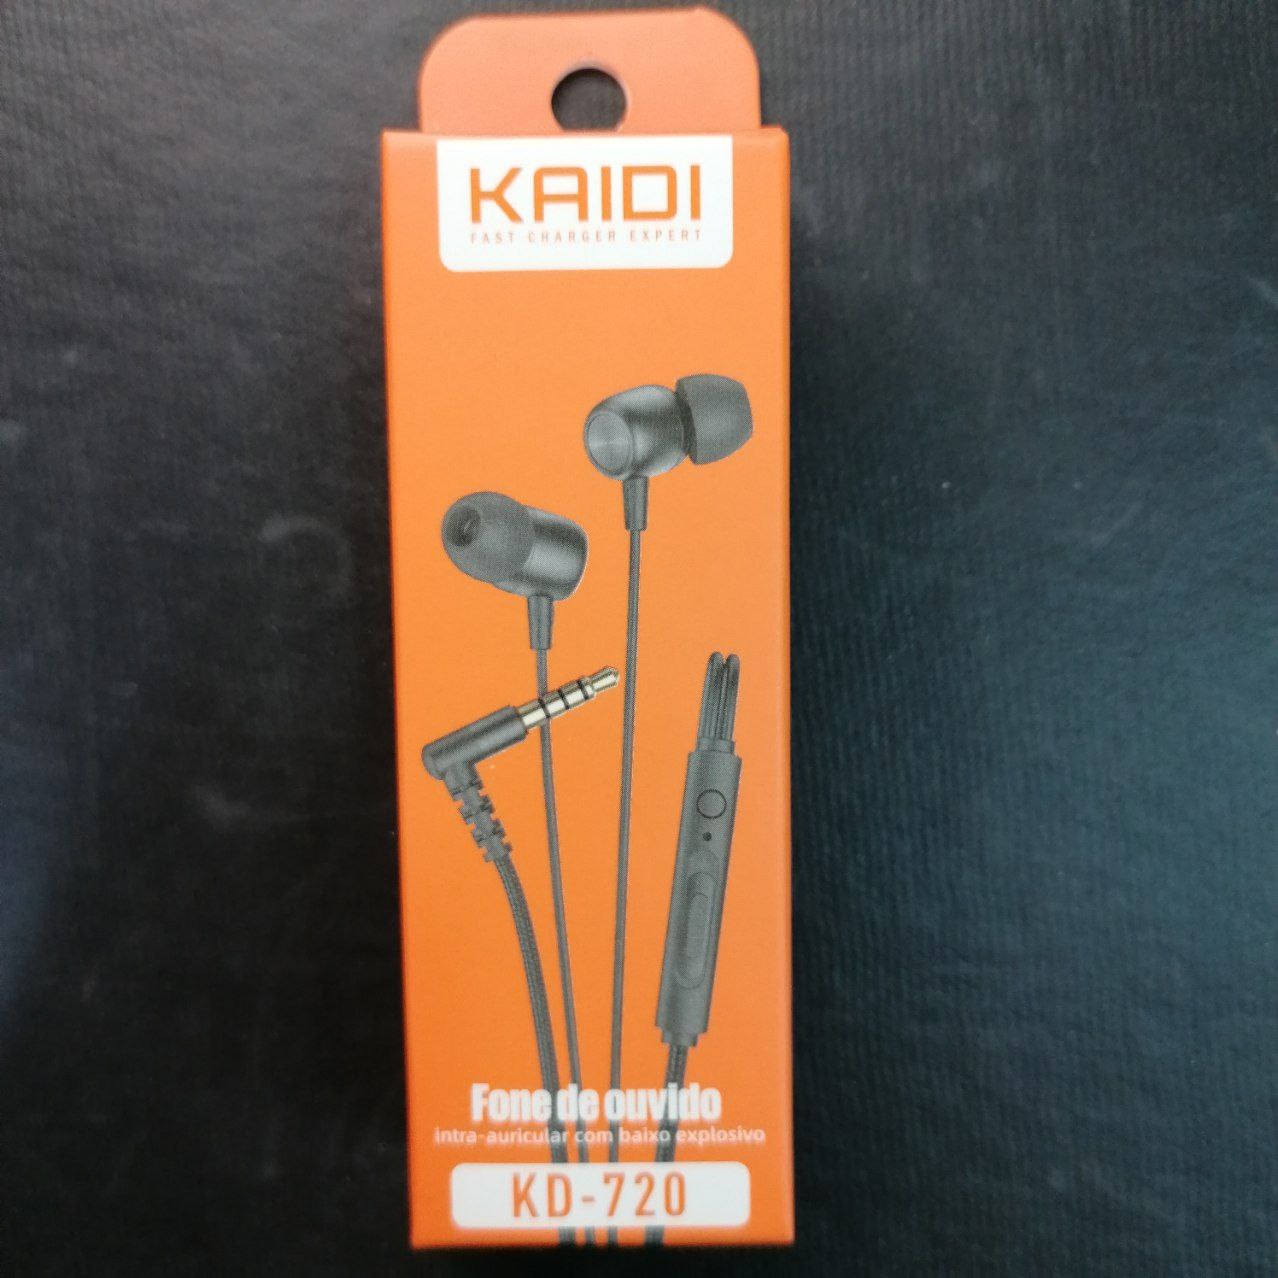 KAIDI
FAST CHARGER EXPERT
Fone de ouvido
intra-auricular com baixo explosivo
KD-720